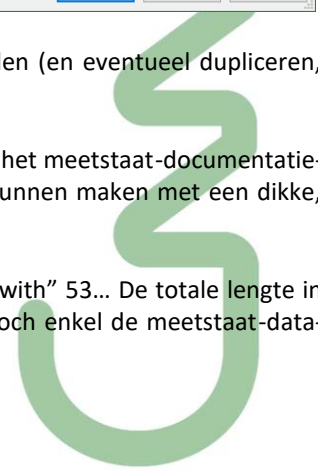 len (en eventueel dupliceren,
het meetstaat-documentatie-
unnen maken met een dikke,
with” 53… De totale lengte in
och enkel de meetstaat-data-